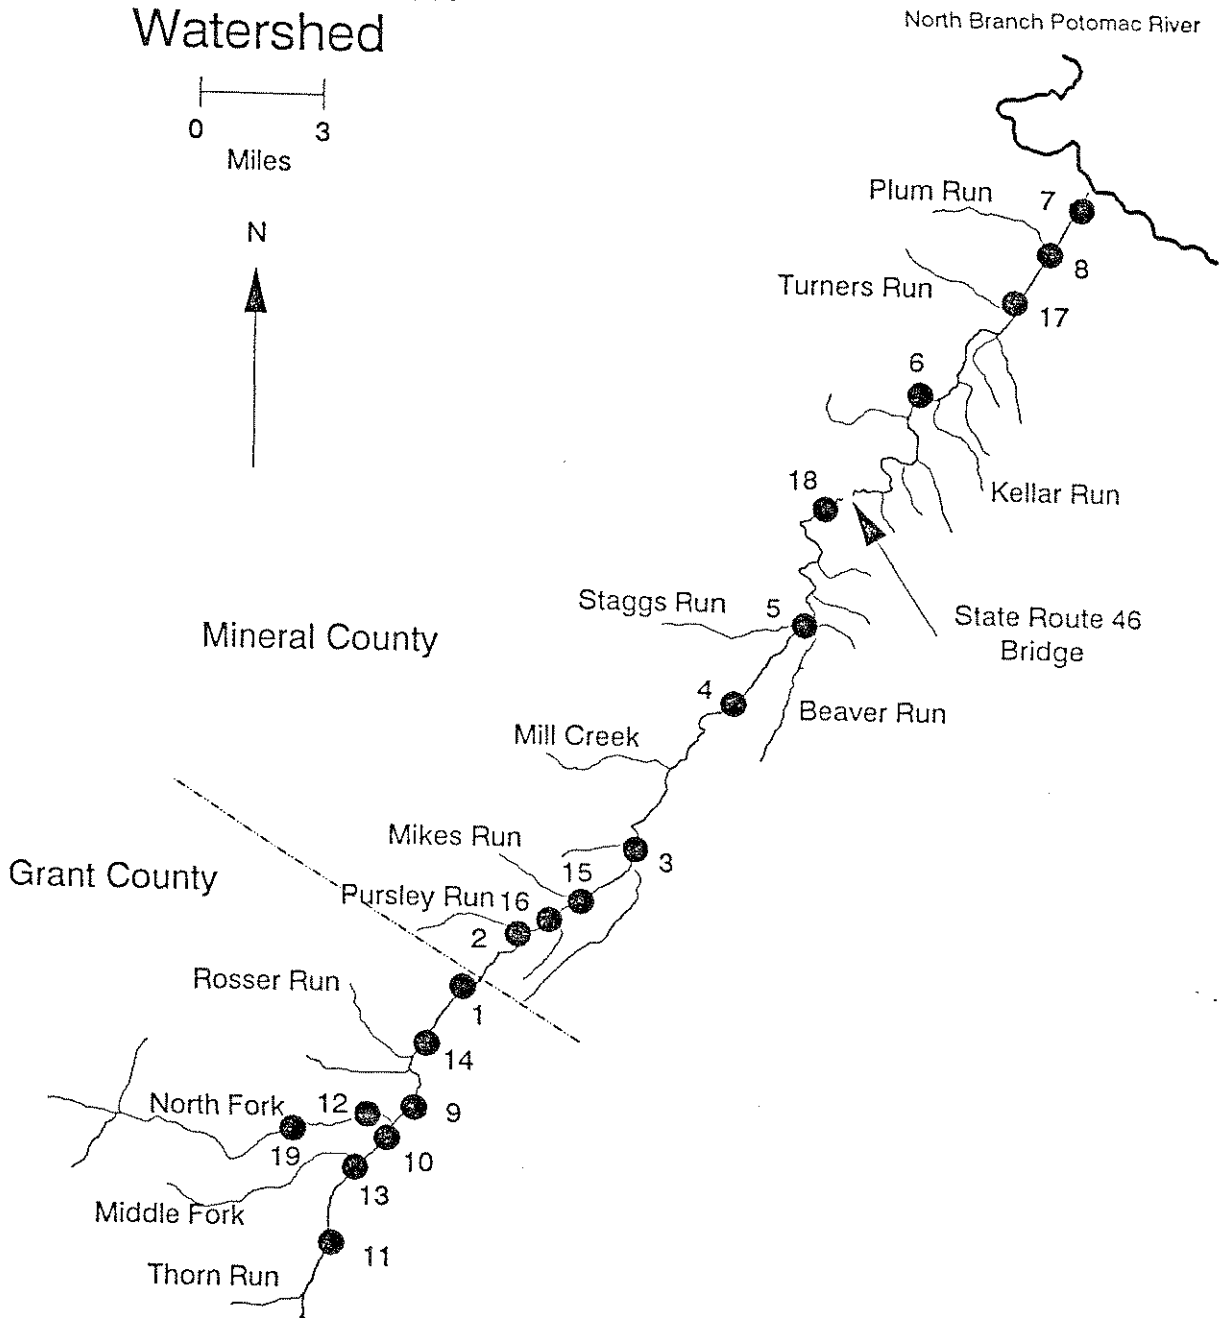 Watershed
North Branch Potomac River
0 3
Miles
N
Plum Run
7
8
Turners Run
17
6
18
Kellar Run
Staggs Run
5
State Route 46
Bridge
Mineral County
4
Beaver Run
Mill Creek
Mikes Run
3
15
Grant County
Pursley Run
16
2
Rosser Run
1
14
North Fork
12
9
19
10
13
Middle Fork
11
Thorn Run